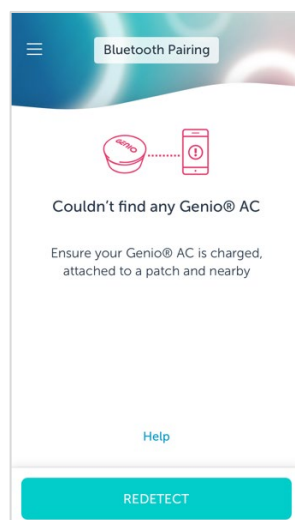 Bluetooth Pairing
GENIO
Couldn't find any Genio® AC
Ensure your Genio® AC is charged,
attached to a patch and nearby
Help
REDETECT